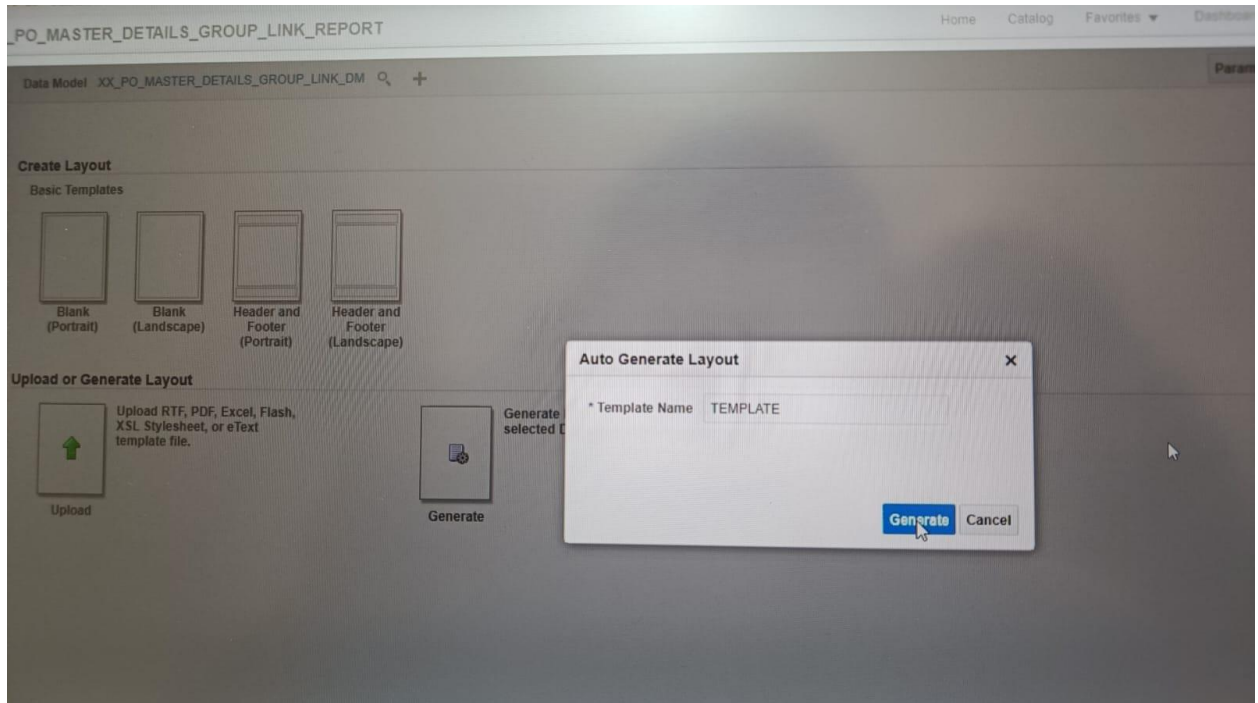 _PO_MASTER_DETAILS_GROUP_LINK_REPORT
Home Catalog Favorites
Data Model XX_PO_MASTER_DETAILS_GROUP_LINK_DM
Param
Create Layout
Basic Templates
Blank
(Portrait)
Blank
(Landscape)
Header and
Footer
(Portrait)
Header and
Footer
(Landscape)
Upload or Generate Layout
Upload RTF, PDF, Excel, Flash,
XSL Stylesheet, or eText
template file.
Upload
Generate
selected D
Generate
Auto Generate Layout
* Template Name TEMPLATE
Generate Cancel